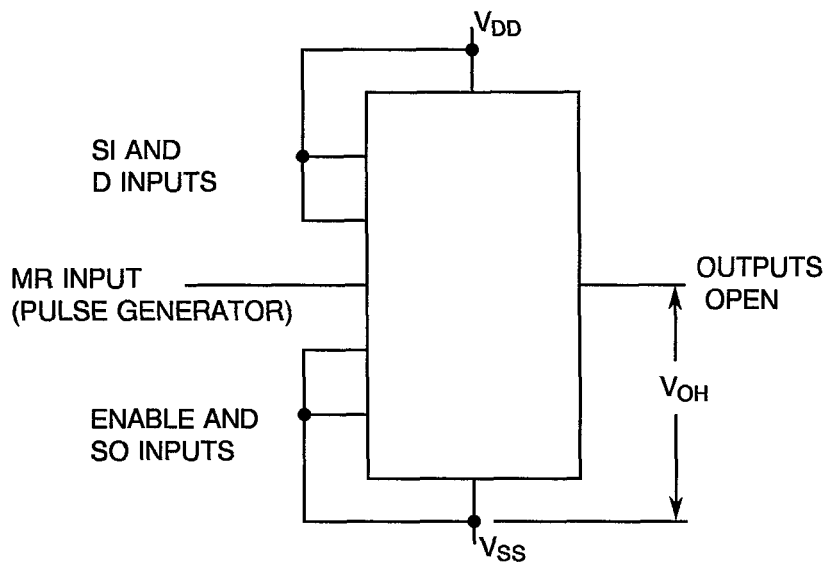 VDD
SI AND
D INPUTS
MR INPUT
(PULSE GENERATOR)
OUTPUTS
OPEN
VOH
ENABLE AND
SO INPUTS
VSS